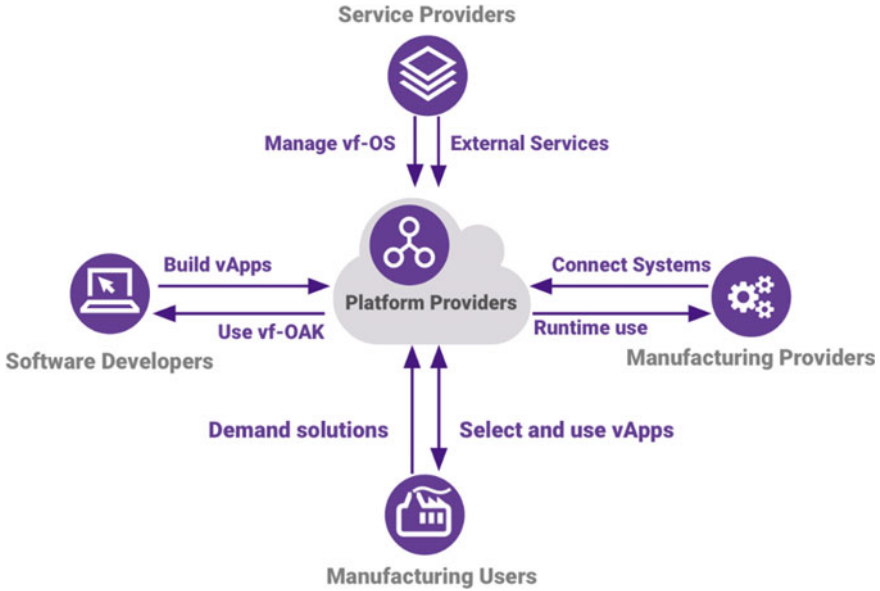 Service Providers
Manage vf-OS
External Services
Build vApps
Connect Systems
Platform Providers
Use vf-OAK
Runtime use
Software Developers
Manufacturing Providers
Demand solutions
Select and use vApps
Manufacturing Users